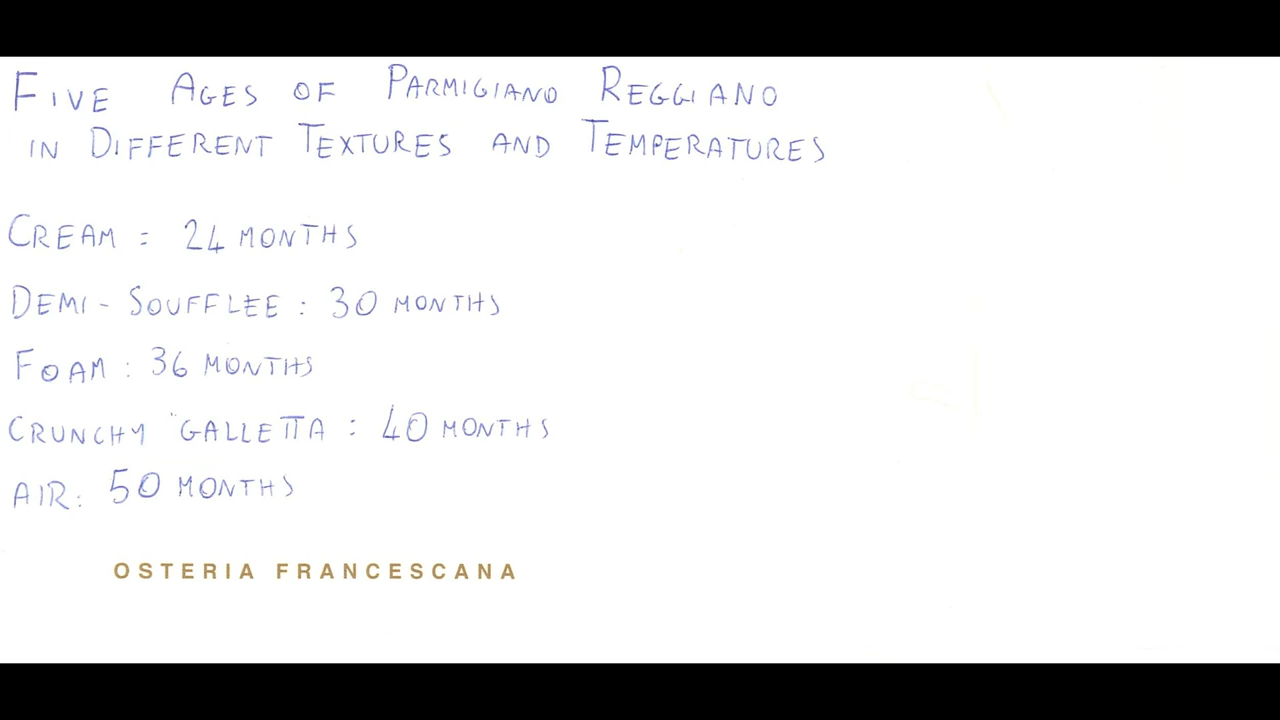 FIVE AGES OF PARMIGIANO REGGIANO
IN DIFFERENT TEXTURES AND TEMPERATURES
CREAM = 24 MONTHS
DEMI-SOUFFLEE : 30 MONTHS
FOAM : 36 MONTHS
CRUNCHY GALLETTA : 40 MONTHS
AIR: 50 MONTHS
OSTERIA FRANCESCANA